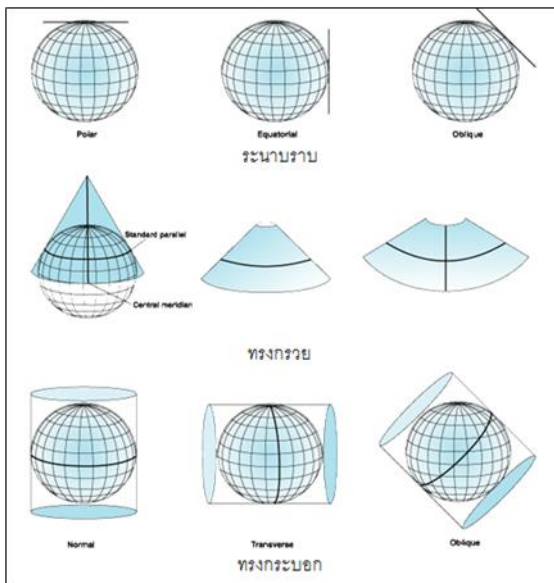 Polar
Equatorial
Oblique
ระนาบราบ
Standard parallel
Central meridian
ทรงกรวย
Normal
Transverse
Oblique
ทรงกระบอก